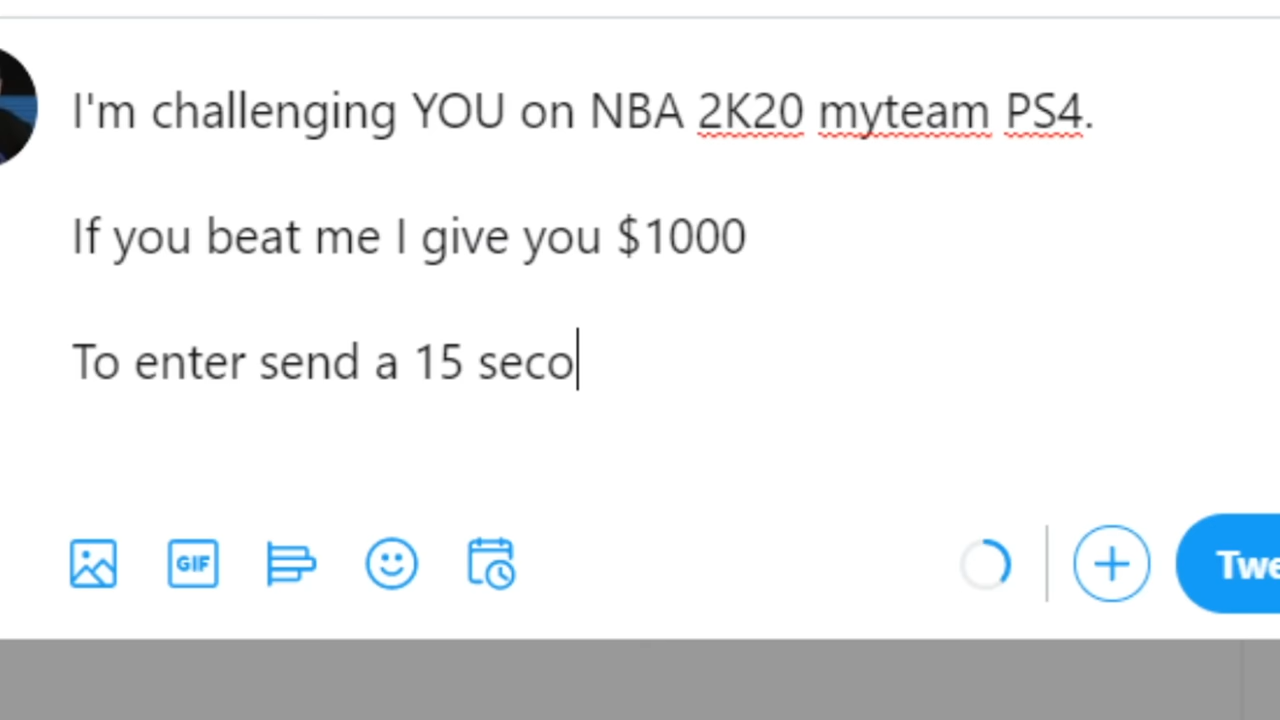 I'm challenging YOU on NBA 2K20 myteam PS4.
If you beat me I give you $1000
To enter send a 15 seco
GIF
Twe